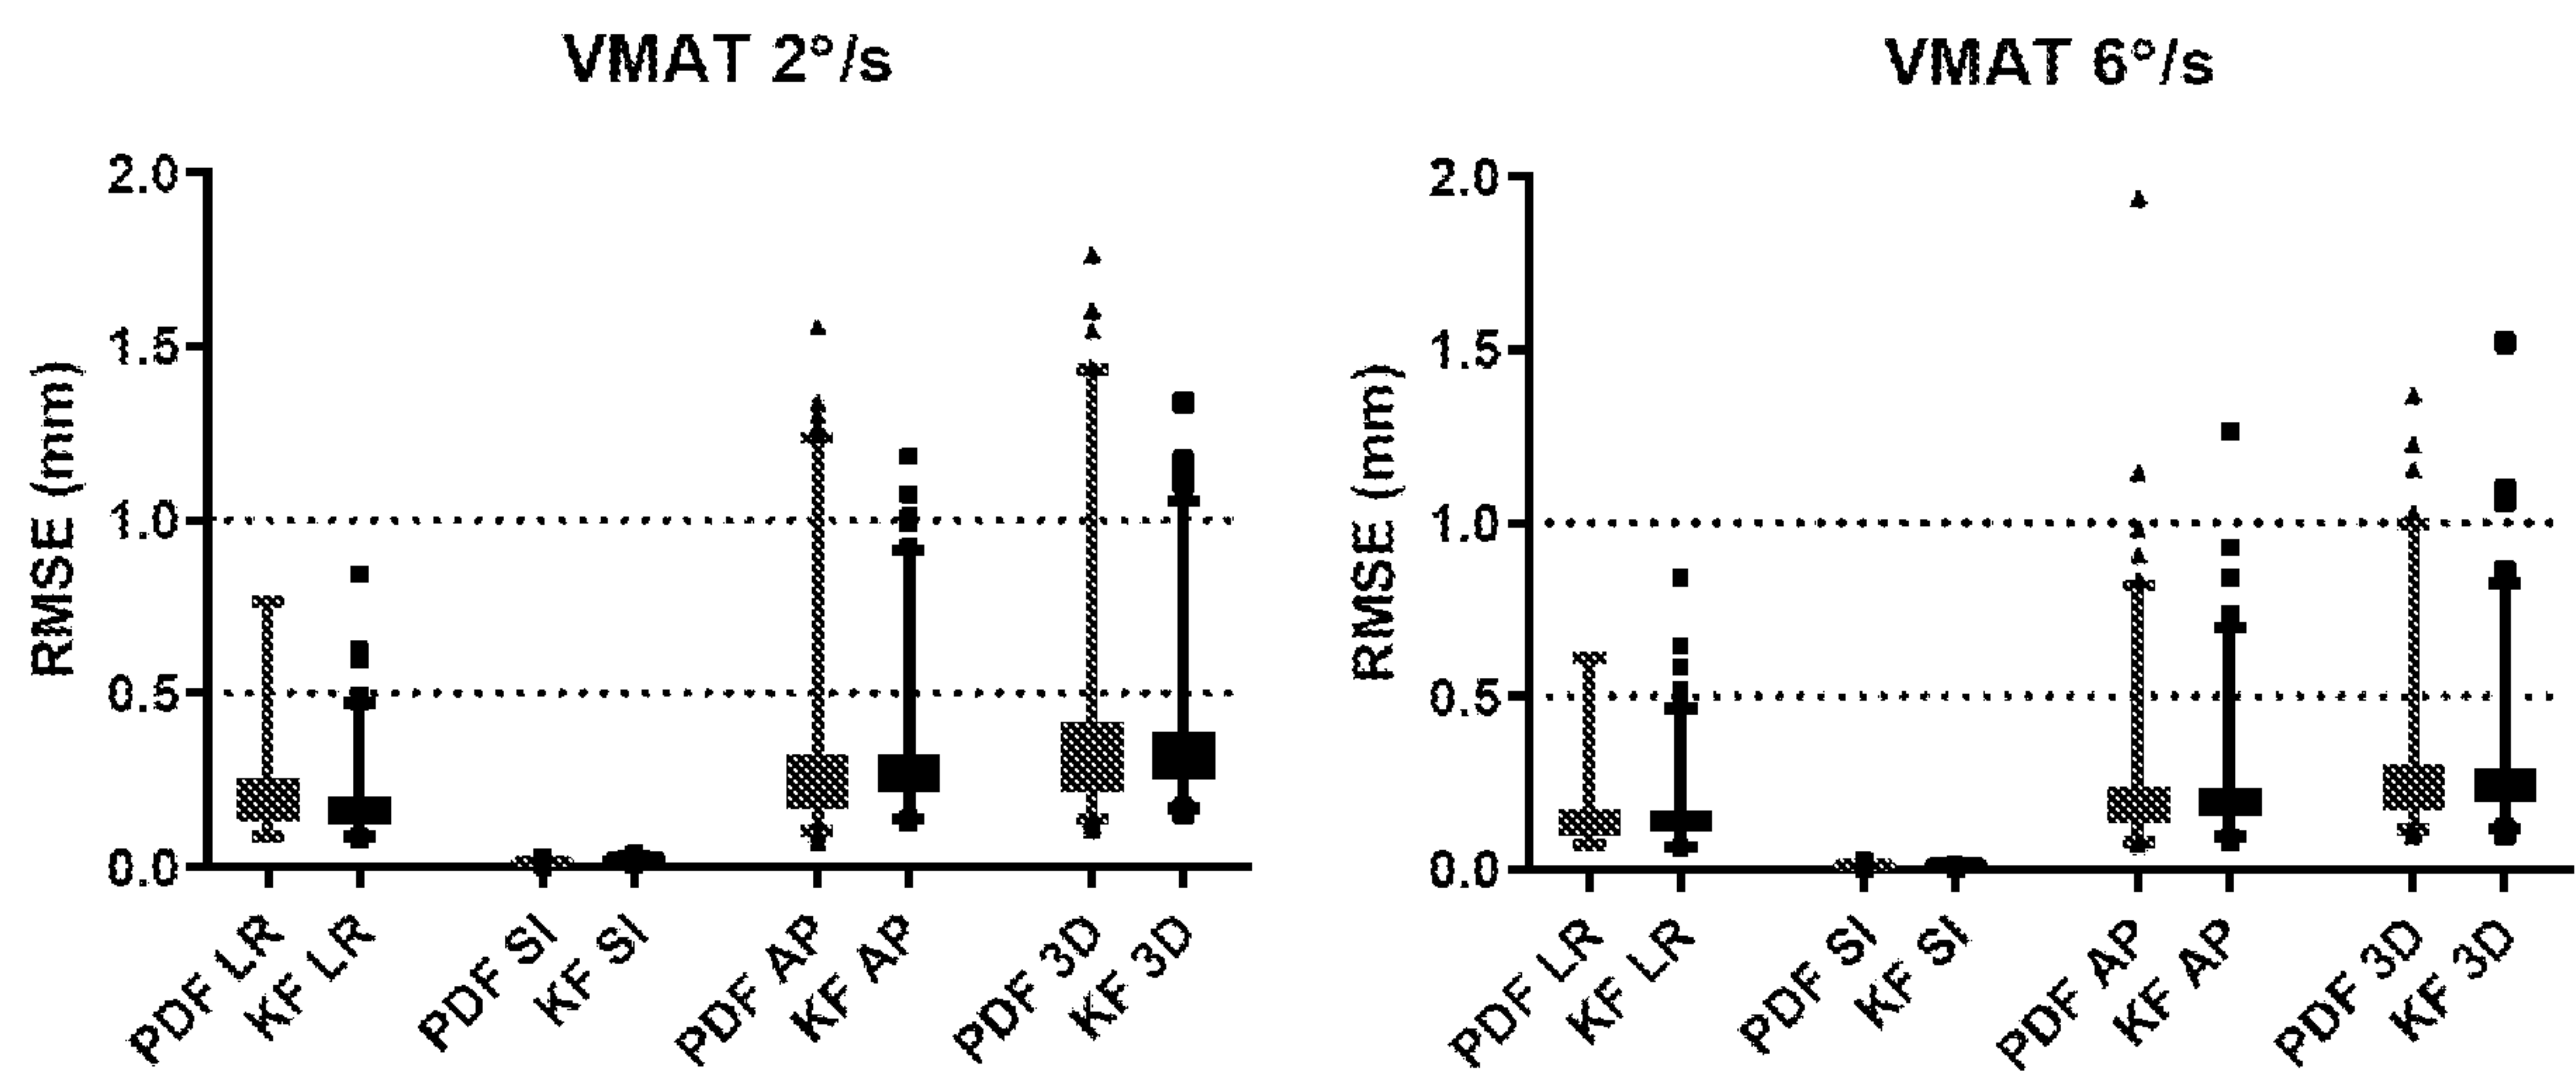 VMAT 2°/s
RMSE (mm)
2.0
1.5
1.0
0.5
0.0
PDF LR
KF LR
PDF SI
KF SI
PDF AP
KF AP
PDF 3D
KF 3D
VMAT 6°/s
RMSE (mm)
2.0
1.5
1.0
0.5
0.0
PDF LR
KF LR
PDF SI
KF SI
PDF AP
KF AP
PDF 3D
KF 3D